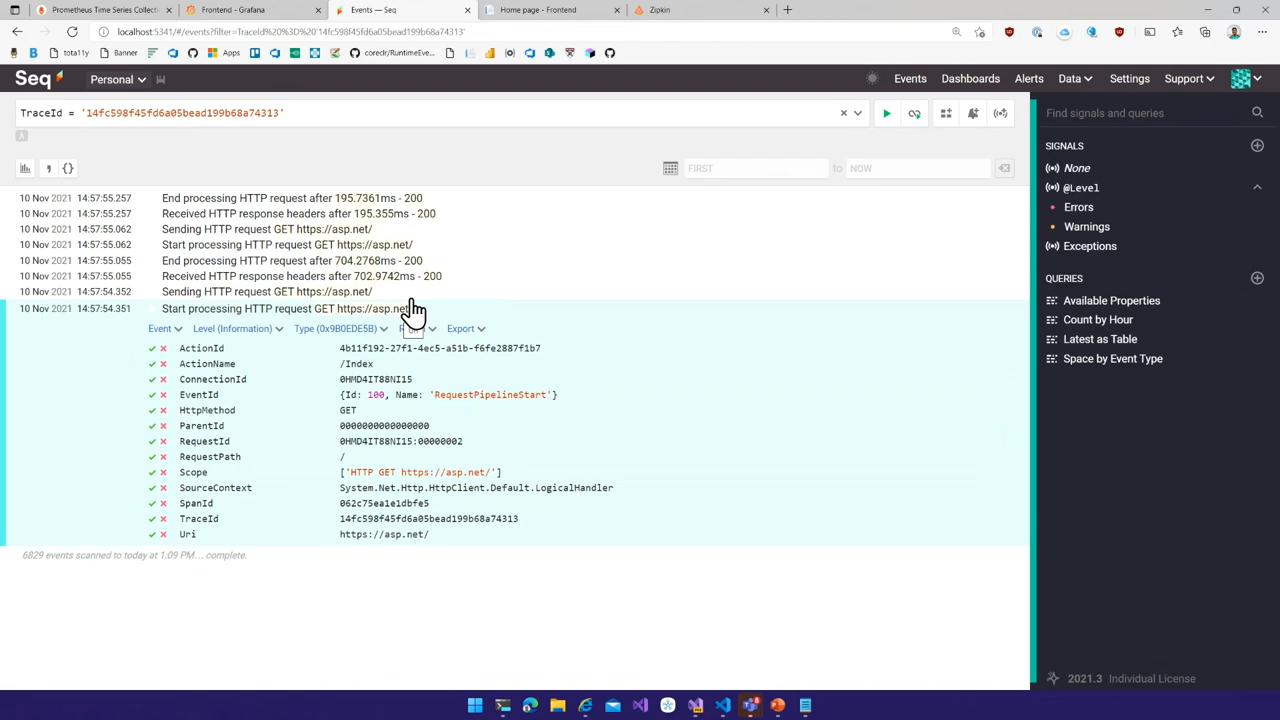 Prometheus Time Series Collecti
Frontend - Grafana
Events — Seq
Home page - Frontend
Zipkin
localhost:5341/#/events?filter=TraceId%20%3D%20'14fc598f45fd6a05bead199b68a74313'
tota11y
Banner
Apps
coreclr/RuntimeEve...
Seq
Personal
Events
Dashboards
Alerts
Data
Settings
Support
TraceId = '14fc598f45fd6a05bead199b68a74313'
FIRST
to
NOW
10 Nov 2021 14:57:55.257 End processing HTTP request after 195.7361ms - 200
10 Nov 2021 14:57:55.257 Received HTTP response headers after 195.355ms - 200
10 Nov 2021 14:57:55.062 Sending HTTP request GET https://asp.net/
10 Nov 2021 14:57:55.062 Start processing HTTP request GET https://asp.net/
10 Nov 2021 14:57:55.055 End processing HTTP request after 704.2768ms - 200
10 Nov 2021 14:57:55.055 Received HTTP response headers after 702.9742ms - 200
10 Nov 2021 14:57:54.352 Sending HTTP request GET https://asp.net/
10 Nov 2021 14:57:54.351 Start processing HTTP request GET https://asp.net
Event
Level (Information)
Type (0x9B0EDE5B)
Export
ActionId 4b11f192-27f1-4ec5-a51b-f6fe2887f1b7
ActionName /Index
ConnectionId 0HMD4IT88NI15
EventId {Id: 100, Name: 'RequestPipelineStart'}
HttpMethod GET
ParentId 0000000000000000
RequestId 0HMD4IT88NI15:00000002
RequestPath /
Scope ['HTTP GET https://asp.net/']
SourceContext System.Net.Http.HttpClient.Default.LogicalHandler
SpanId 062c75ea1e1dbfe5
TraceId 14fc598f45fd6a05bead199b68a74313
Uri https://asp.net/
6829 events scanned to today at 1:09 PM… complete.
Find signals and queries
SIGNALS
None
@Level
Errors
Warnings
Exceptions
QUERIES
Available Properties
Count by Hour
Latest as Table
Space by Event Type
2021.3 Individual License